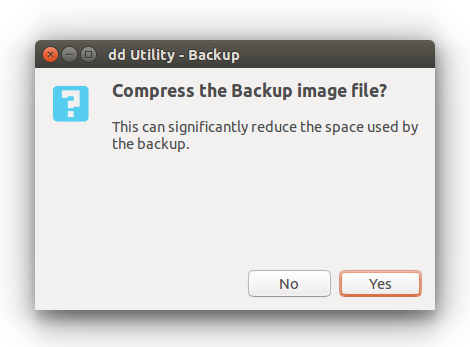 dd Utility - Backup
Compress the Backup image file?
This can significantly reduce the space used by
the backup.
No
Yes